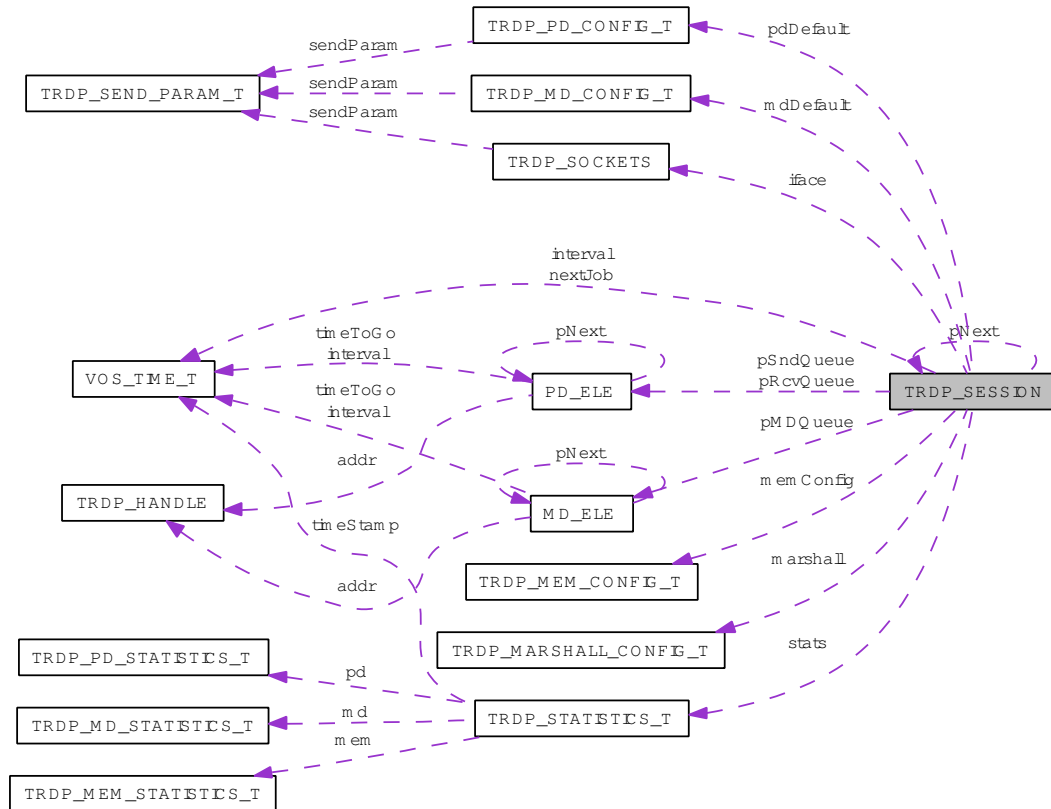 TRDP_PD_CONFIG_T
pdDefault
sendParam
TRDP_SEND_PARAM_T
sendParam
TRDP_MD_CONFIG_T
mdDefault
sendParam
TRDP_SOCKETS
iface
interval
nextJob
timeToGo
interval
pNext
pNext
VOS_TIME_T
PD_ELE
pSndQueue
pRcvQueue
TRDP_SESSION
timeToGo
interval
pMDQueue
addr
pNext
memConfig
TRDP_HANDLE
timeStamp
MD_ELE
marshall
TRDP_MEM_CONFIG_T
addr
stats
TRDP_MARSHALL_CONFIG_T
TRDP_PD_STATISTICS_T
pd
TRDP_MD_STATISTICS_T
md
TRDP_STATISTICS_T
mem
TRDP_MEM_STATISTICS_T